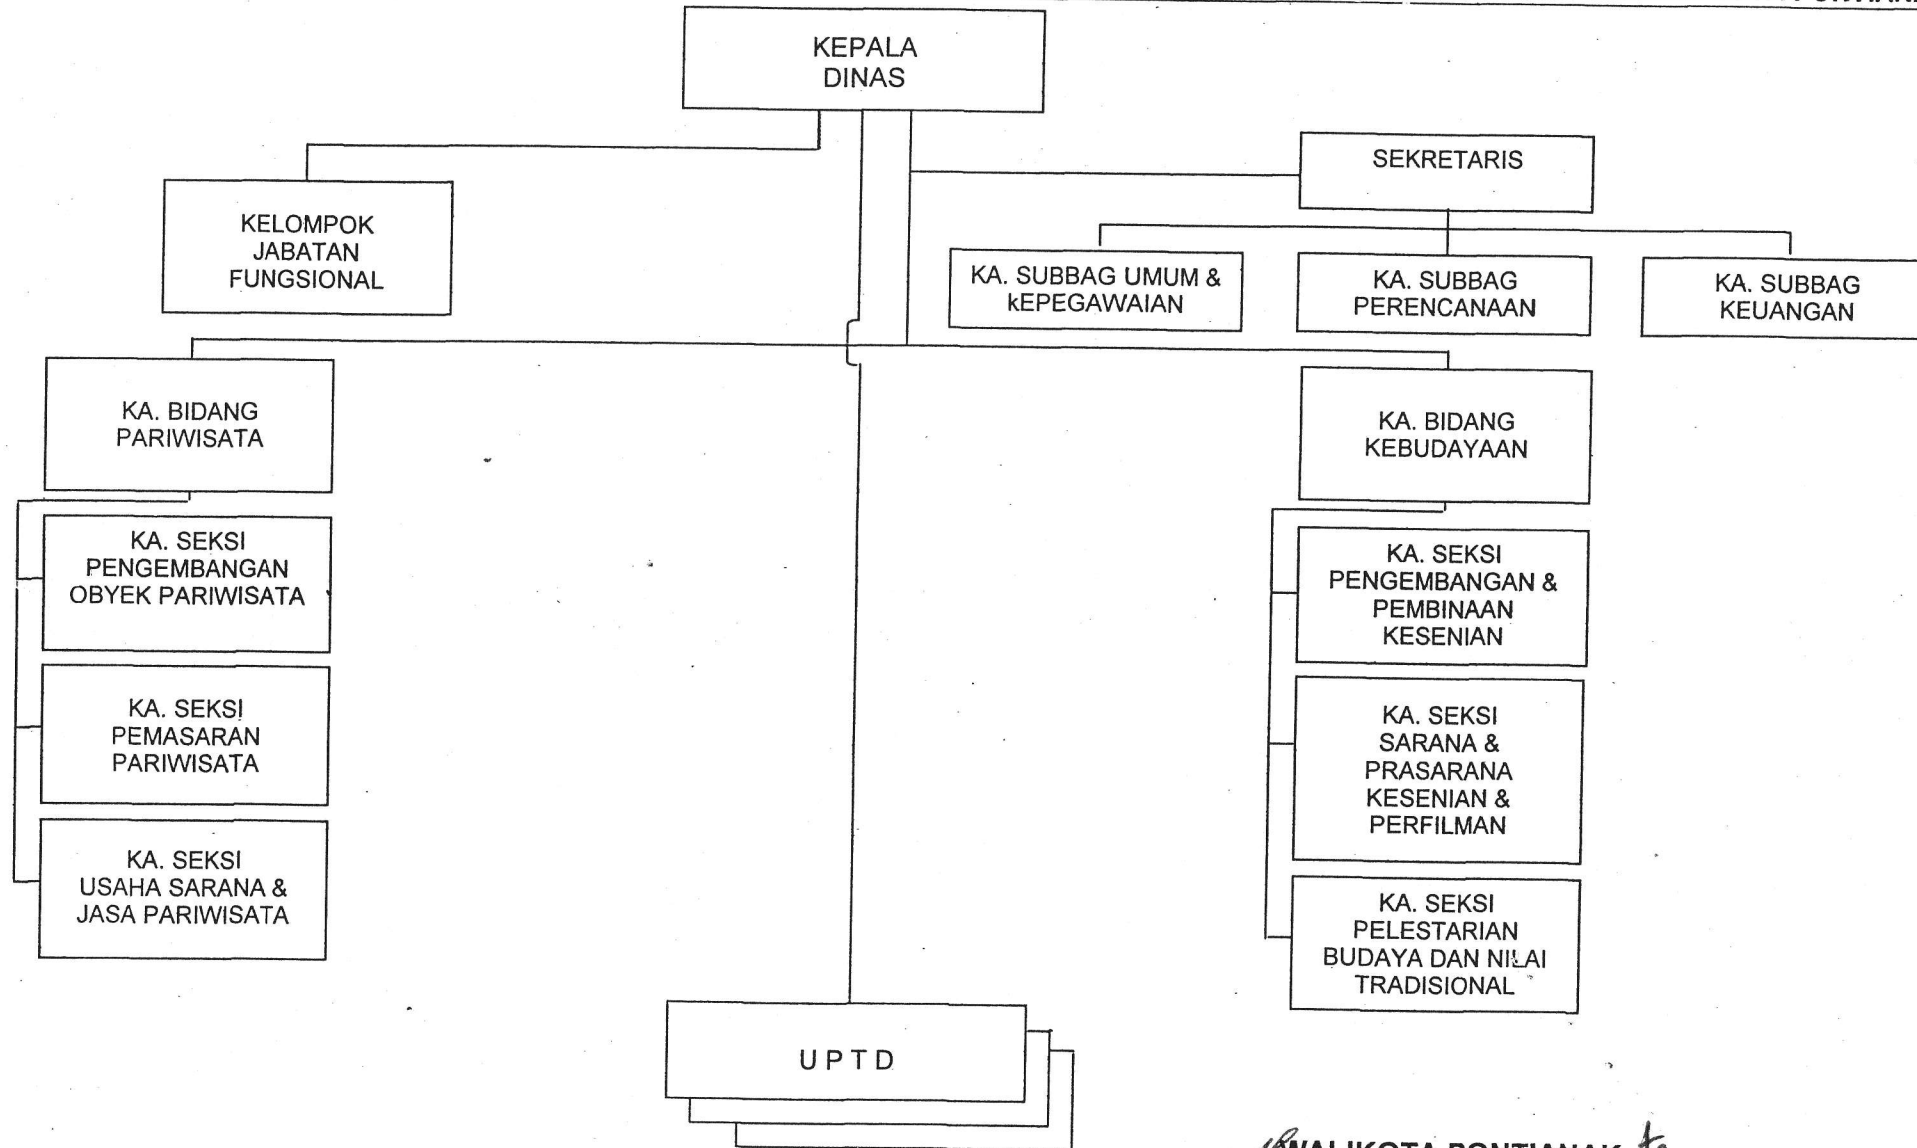 KEPALA
DINAS
SEKRETARIS
KELOMPOK
JABATAN
FUNGSIONAL
KA. SUBBAG UMUM &
kEPEGAWAIAN
KA. SUBBAG
PERENCANAAN
KA. SUBBAG
KEUANGAN
KA. BIDANG
PARIWISATA
KA. BIDANG
KEBUDAYAAN
KA. SEKSI
PENGEMBANGAN
OBYEK PARIWISATA
KA. SEKSI
PEMASARAN
PARIWISATA
KA. SEKSI
USAHA SARANA &
JASA PARIWISATA
KA. SEKSI
PENGEMBANGAN &
PEMBINAAN
KESENIAN
KA. SEKSI
SARANA &
PRASARANA
KESENIAN &
PERFILMAN
KA. SEKSI
PELESTARIAN
BUDAYA DAN NILAI
TRADISIONAL
U P T D
WALIKOTA PONTIANAK